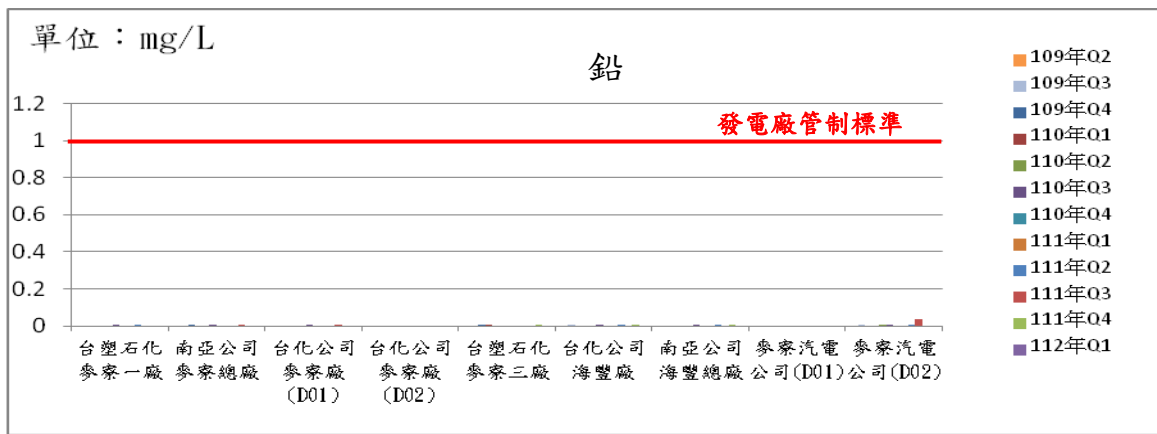 單位：mg/L
鉛
發電廠管制標準
1.2
1
0.8
0.6
0.4
0.2
0
台塑石化
麥寮一廠
南亞公司
麥寮總廠
台化公司
麥寮廠
(D01)
台化公司
麥寮廠
(D02)
台塑石化
麥寮三廠
台化公司
海豐廠
南亞公司
海豐總廠
麥寮汽電
公司(D01)
麥寮汽電
公司(D02)
109年Q2
109年Q3
109年Q4
110年Q1
110年Q2
110年Q3
110年Q4
111年Q1
111年Q2
111年Q3
111年Q4
112年Q1